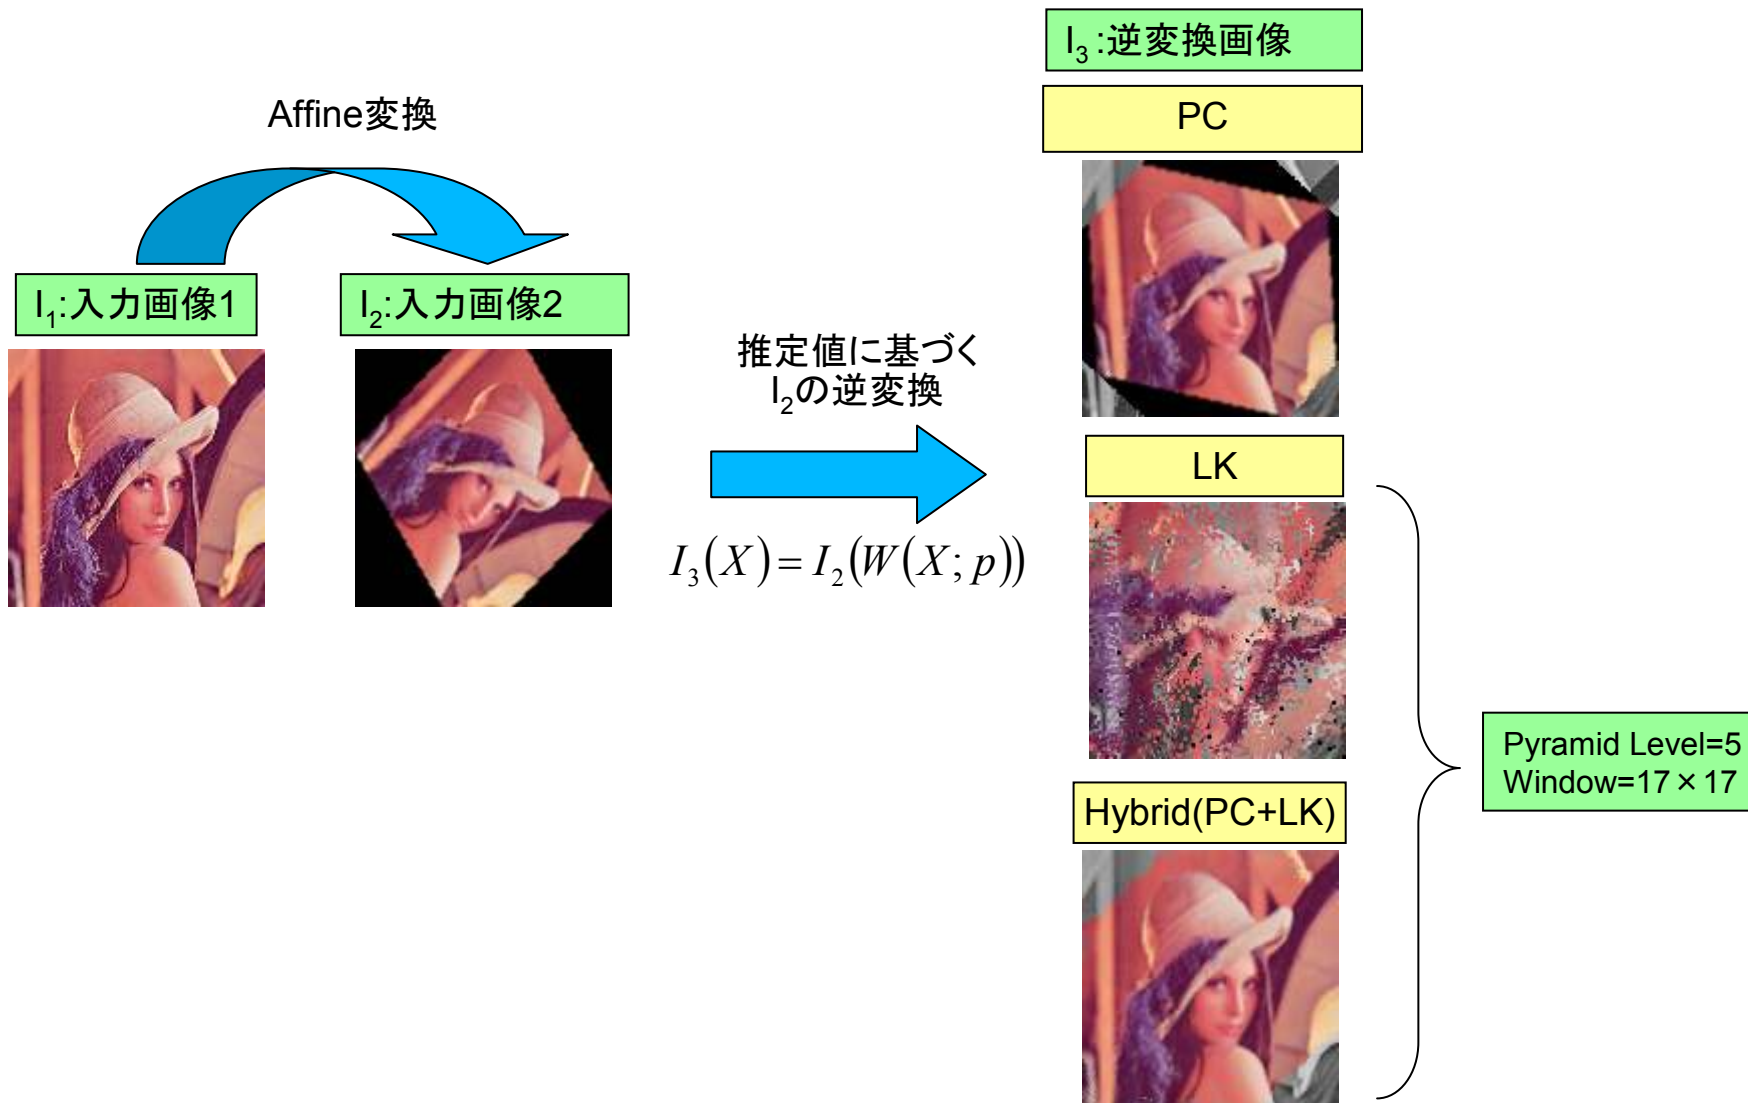 Affine変換
I1:入力画像1
I2:入力画像2
推定値に基づく
I2の逆変換
I3(X)=I2(W(X;p))
I3:逆変換画像
PC
LK
Hybrid(PC+LK)
Pyramid Level=5
Window=17×17